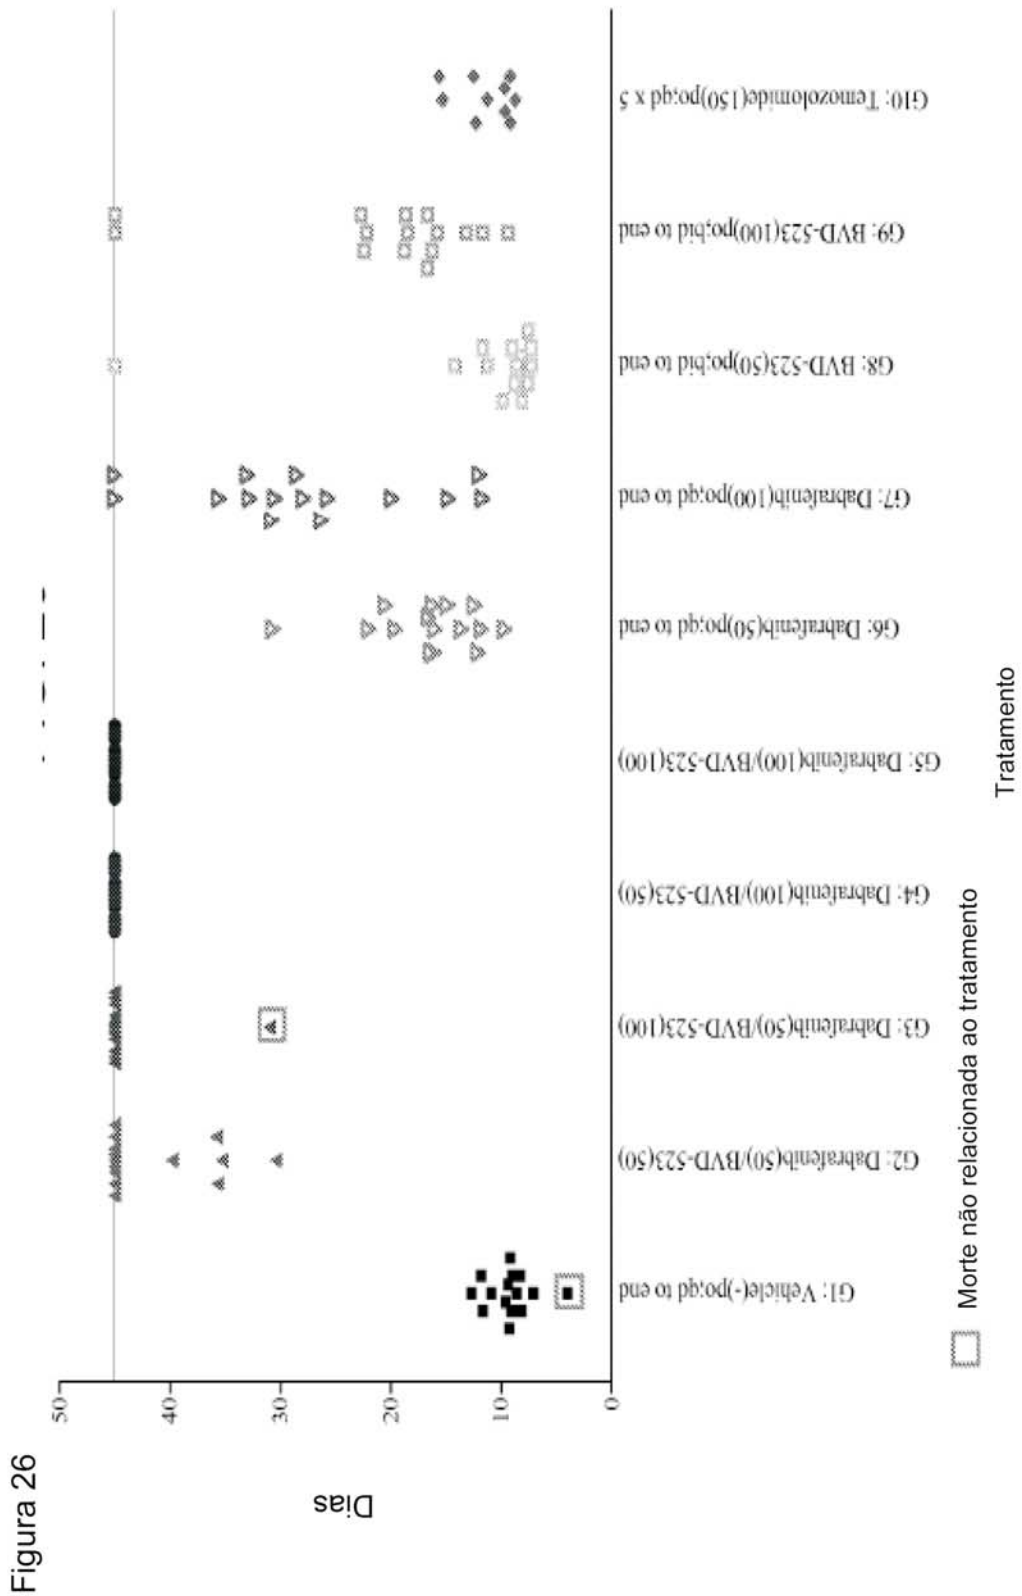 Figura 26
Dias
50
40
30
20
10
0
G1: Vehicle(-)po;qd to end
G2: Dabrafenib(50)/BVD-523(50)
G3: Dabrafenib(50)/BVD-523(100)
G4: Dabrafenib(100)/BVD-523(50)
G5: Dabrafenib(100)/BVD-523(100)
G6: Dabrafenib(50)po;qd to end
G7: Dabrafenib(100)po;qd to end
G8: BVD-523(50)po;bid to end
G9: BVD-523(100)po;bid to end
G10: Temozolomide(150)po;qd x 5
Tratamento
Morte não relacionada ao tratamento